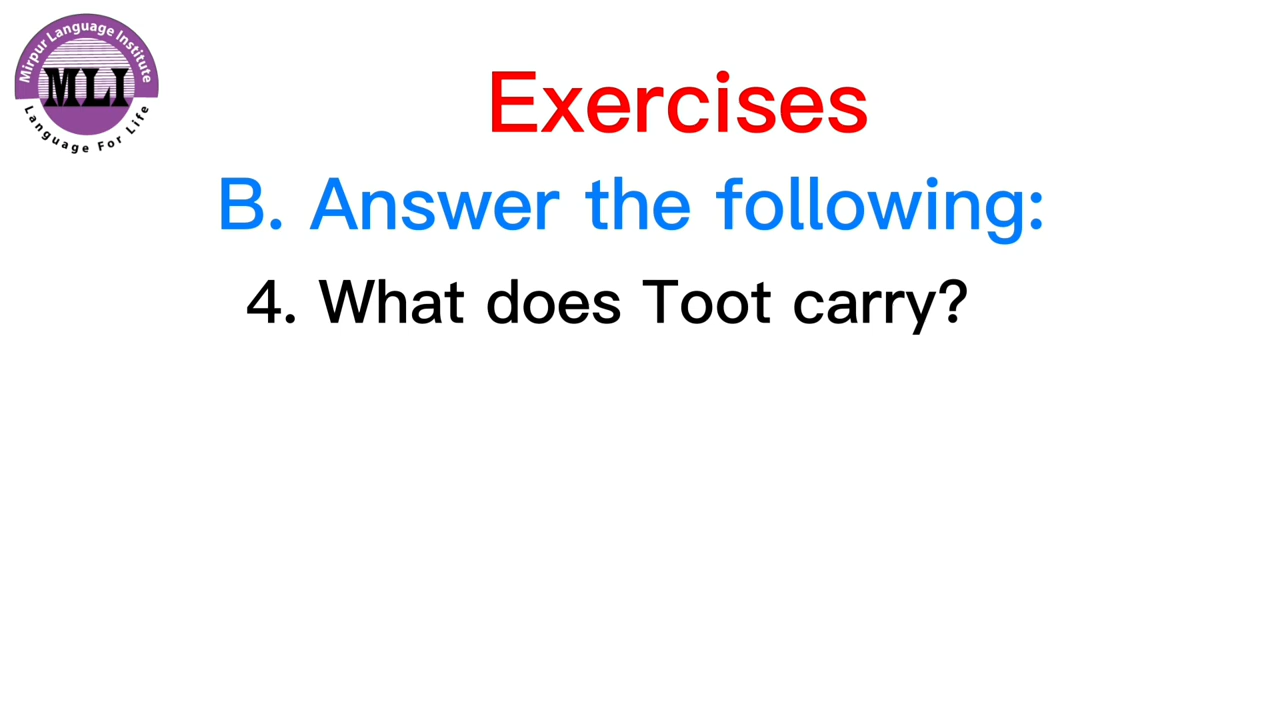 Mirpur Language Institute
MLI
Language For Life
Exercises
B. Answer the following:
4. What does Toot carry?